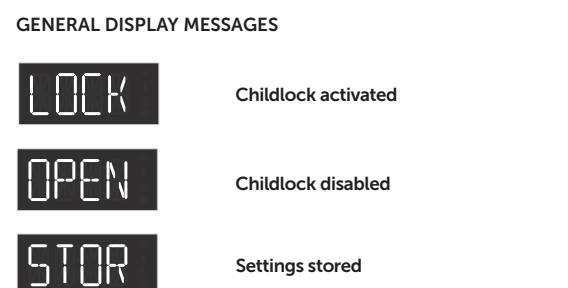 GENERAL DISPLAY MESSAGES
LOCK Childlock activated
OPEN Childlock disabled
STOR Settings stored